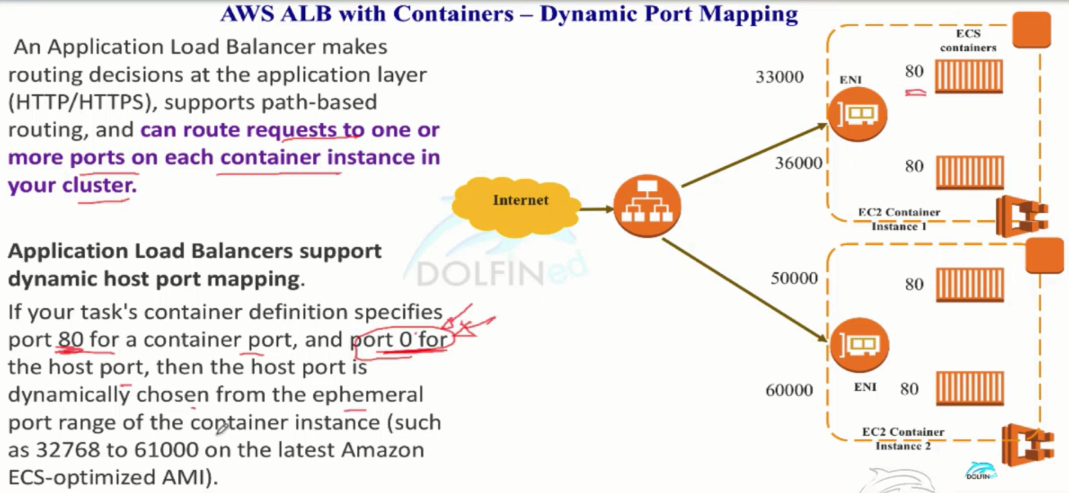 AWS ALB with Containers – Dynamic Port Mapping
An Application Load Balancer makes
routing decisions at the application layer
(HTTP/HTTPS), supports path-based
routing, and can route requests to one or
more ports on each container instance in
your cluster.
Application Load Balancers support
dynamic host port mapping.
If your task's container definition specifies
port 80 for a container port, and port 0 for
the host port, then the host port is
dynamically chosen from the ephemeral
port range of the container instance (such
as 32768 to 61000 on the latest Amazon
ECS-optimized AMI).
Internet
DOLFINed
33000
36000
ENI
ECS
containers
80
80
EC2 Container
Instance 1
50000
60000
ENI
80
80
EC2 Container
Instance 2
DOLFIN